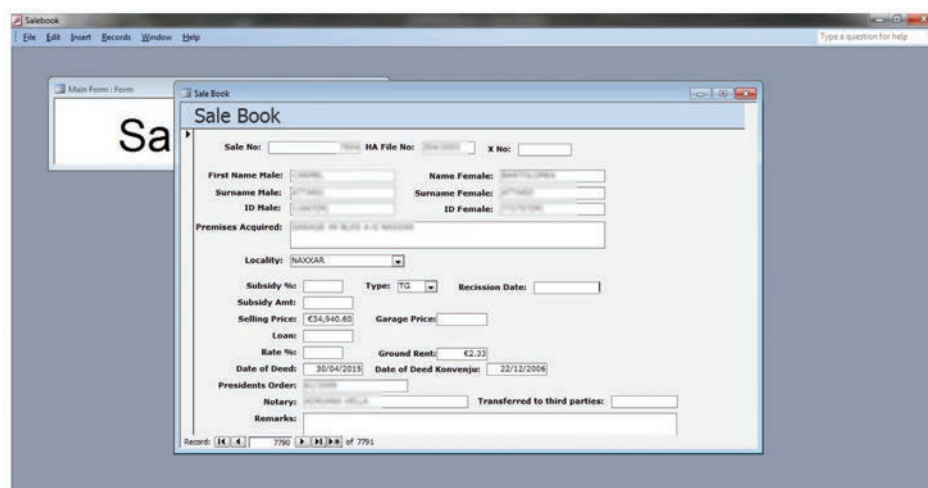 Salebook
File Edit Insert Records Window Help
Type a question for help
Main Form : Form
Sa
Sale Book
Sale Book
Sale No: HA File No: X No:
First Name Male: Name Female:
Surname Male: Surname Female:
ID Male: ID Female:
Premises Acquired:
Locality: NAXXAR
Subsidy %: Type: TG Recission Date:
Subsidy Amt:
Selling Price: €34,940.60 Garage Price:
Loan:
Rate %: Ground Rent: €2.33
Date of Deed: 30/04/2015 Date of Deed Konvenju: 22/12/2006
Presidents Order:
Notary: Transferred to third parties:
Remarks:
Record: 7790 of 7791